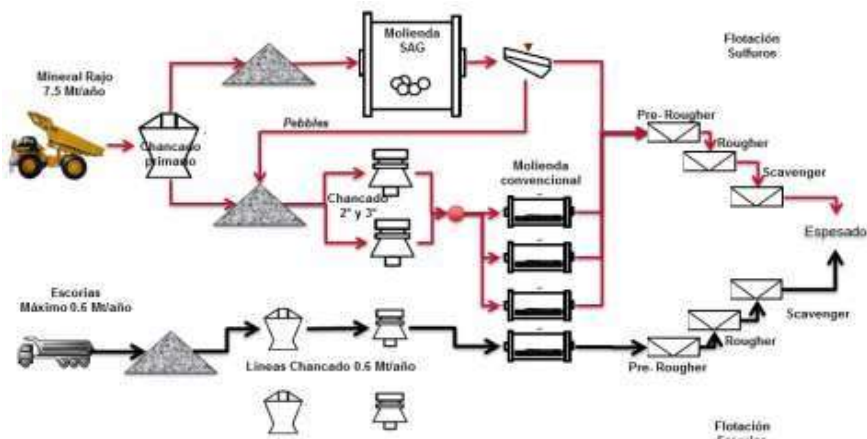 Molienda
SAG
Flotación
Sulfuros
Mineral Rajo
7.5 Mt/año
Chancado
primario
Pebbles
Pre- Rougher
Rougher
Scavenger
Molienda
convencional
Chancado
2° y 3°
Espesado
Escorias
Máximo 0.6 Mt/año
Scavenger
Rougher
Lineas Chancado 0.6 Mt/año
Pre- Rougher
Flotación